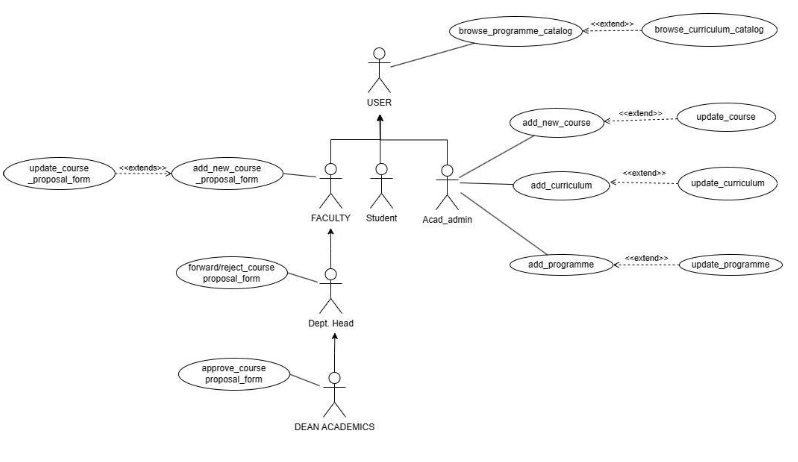 browse_programme_catalog
<<extend>>
browse_curriculum_catalog
USER
add_new_course
<<extend>>
update_course
update_course
_proposal_form
<<extends>>
add_new_course
_proposal_form
FACULTY
Student
Acad_admin
add_curriculum
<<extend>>
update_curriculum
forward/reject_course
proposal_form
add_programme
<<extend>>
update_programme
Dept. Head
approve_course
proposal_form
DEAN ACADEMICS